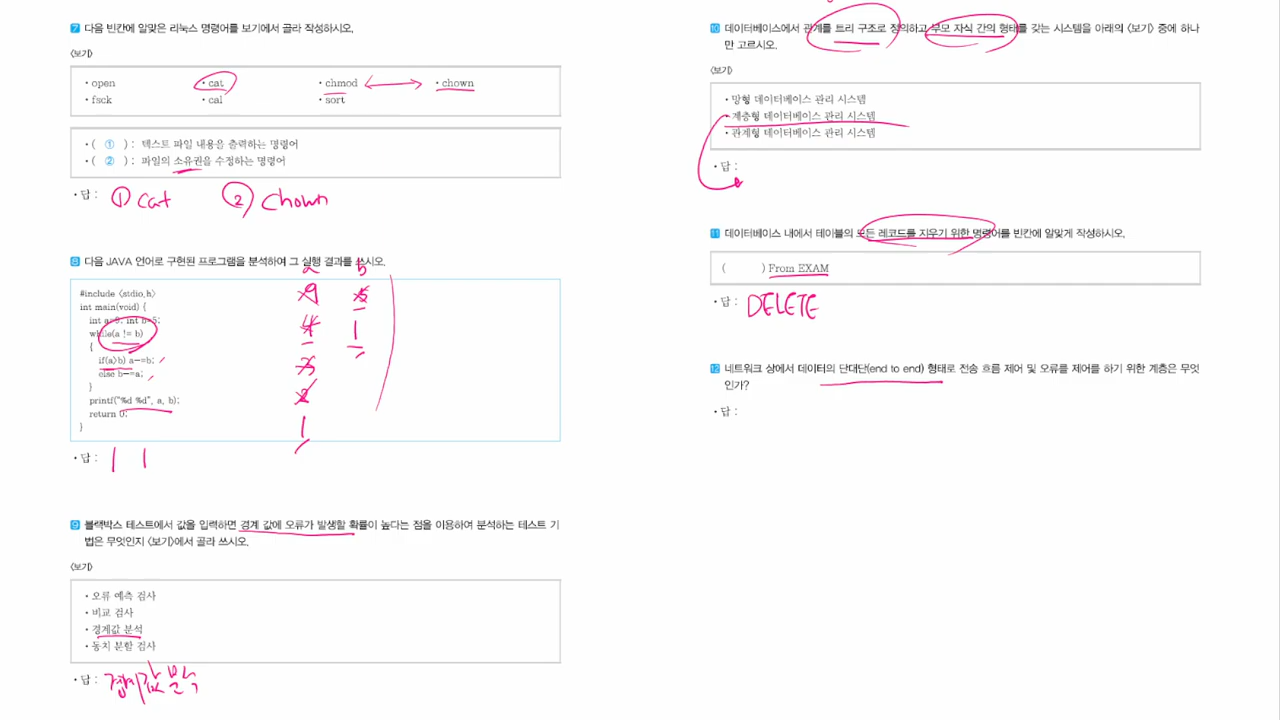 7 다음 빈칸에 알맞은 리눅스 명령어를 보기에서 골라 작성하시오.
〈보기〉
• open • cat • chmod • chown
• fsck • cal • sort
• ( ① ) : 텍스트 파일 내용을 출력하는 명령어
• ( ② ) : 파일의 소유권을 수정하는 명령어
• 답 : ① cat ② chown
8 다음 JAVA 언어로 구현된 프로그램을 분석하여 그 실행 결과를 쓰시오.
a b
#include 〈stdio.h〉
int main(void) {
int a=9; int b=5;
while(a != b)
{
if(a>b) a-=b;
else b-=a;
}
printf("%d %d", a, b);
return 0;
}
9 5
4 1
3
2
1
• 답 : 1 1
9 블랙박스 테스트에서 값을 입력하면 경계 값에 오류가 발생할 확률이 높다는 점을 이용하여 분석하는 테스트 기
법은 무엇인지 〈보기〉에서 골라 쓰시오.
〈보기〉
• 오류 예측 검사
• 비교 검사
• 경계값 분석
• 동치 분할 검사
• 답 : 경계값 분석
10 데이터베이스에서 관계를 트리 구조로 정의하고 부모 자식 간의 형태를 갖는 시스템을 아래의 〈보기〉 중에 하나
만 고르시오.
〈보기〉
• 망형 데이터베이스 관리 시스템
• 계층형 데이터베이스 관리 시스템
• 관계형 데이터베이스 관리 시스템
• 답 :
11 데이터베이스 내에서 테이블의 모든 레코드를 지우기 위한 명령어를 빈칸에 알맞게 작성하시오.
( ) From EXAM
• 답 : DELETE
12 네트워크 상에서 데이터의 단대단(end to end) 형태로 전송 흐름 제어 및 오류를 제어를 하기 위한 계층은 무엇
인가?
• 답 :